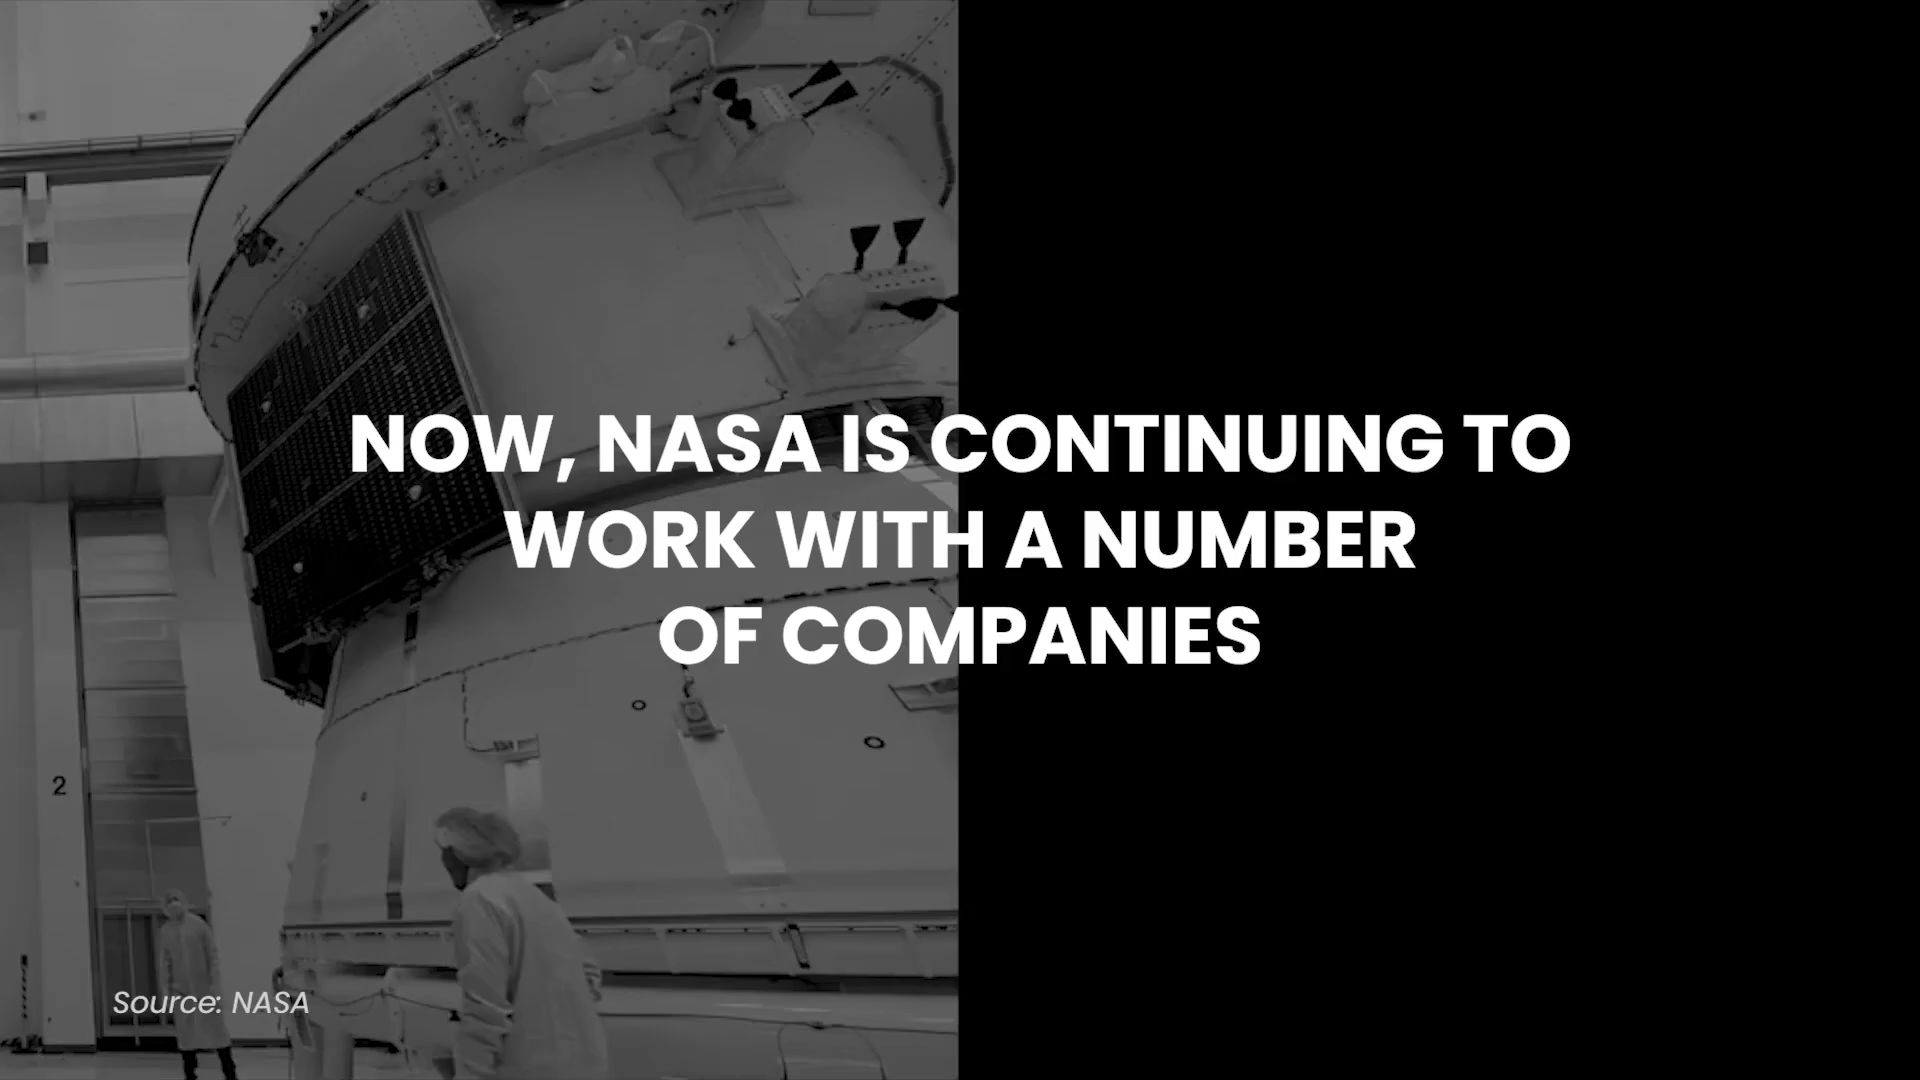 NOW, NASA IS CONTINUING TO
WORK WITH A NUMBER
OF COMPANIES
2
Source: NASA